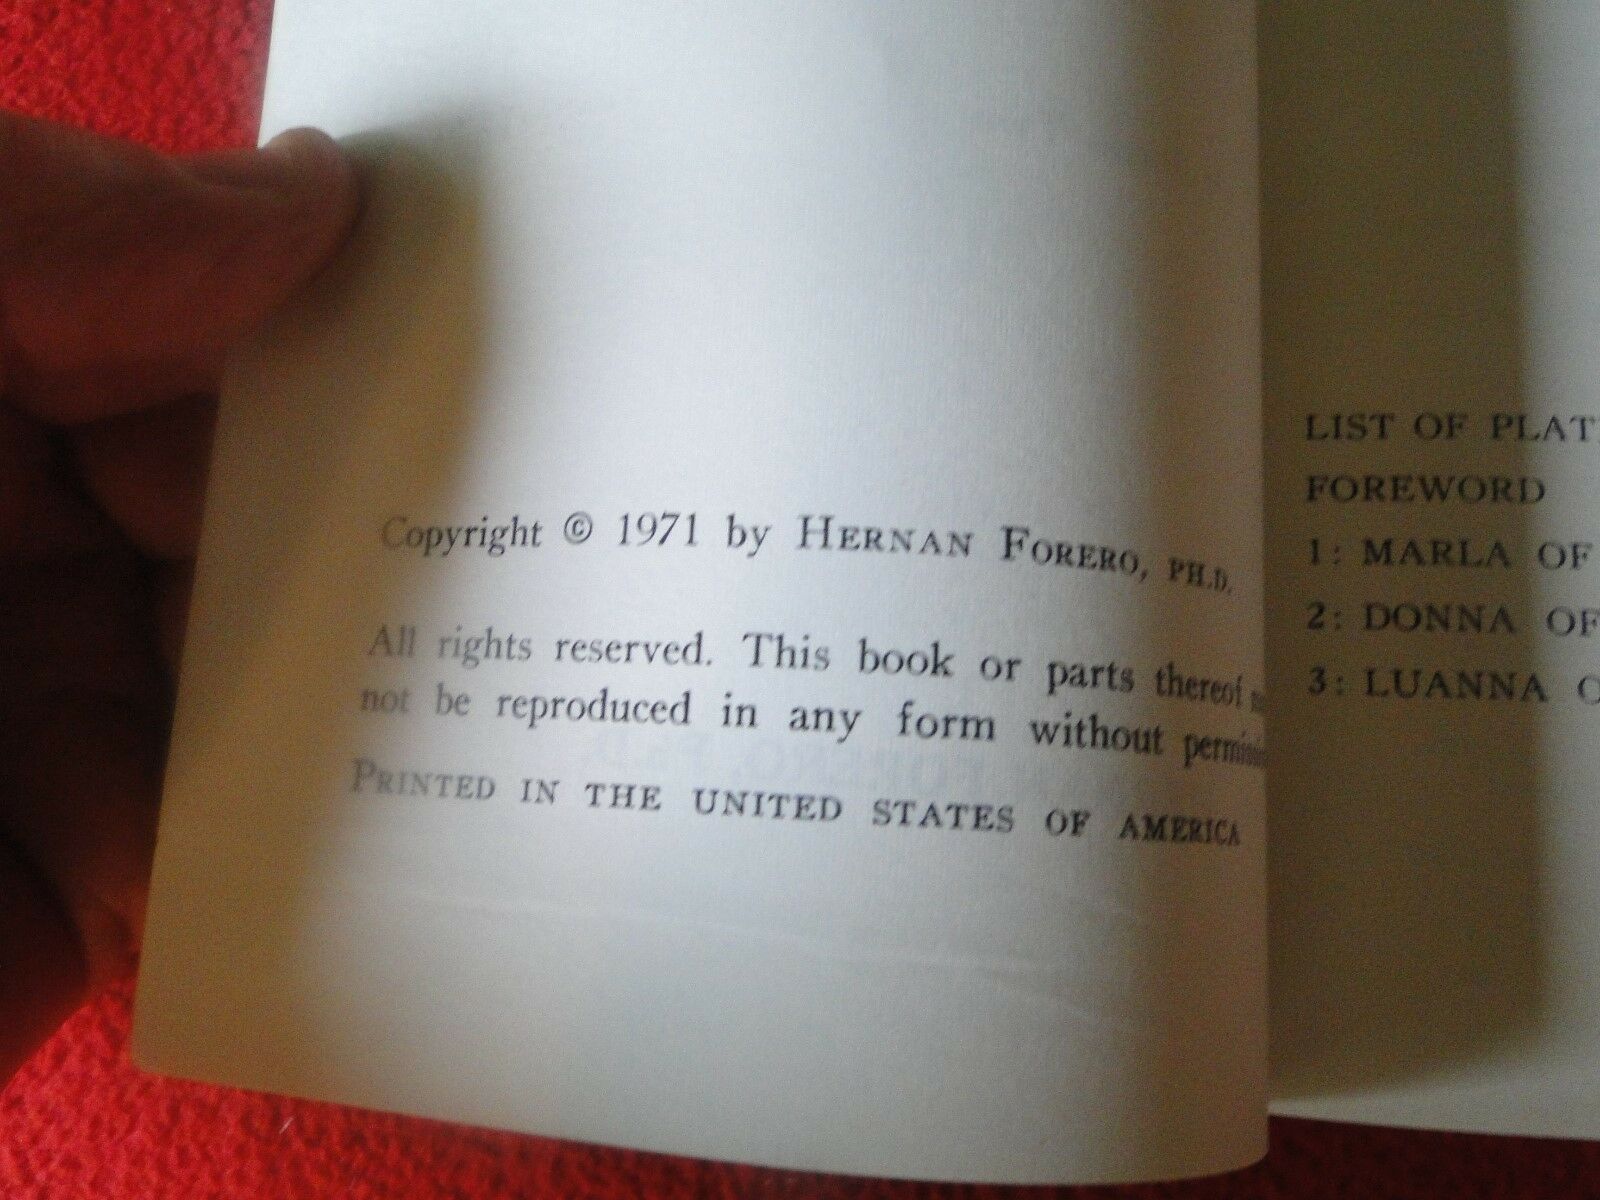 Copyright © 1971 by HERNAN FORERO, PH.D.
All rights reserved. This book or parts thereof
not be reproduced in any form without
PRINTED IN THE UNITED STATES OF AMERICA
LIST OF
FOREWORD
1: MARLA OF
2: DONNA OF
3: LUANNA